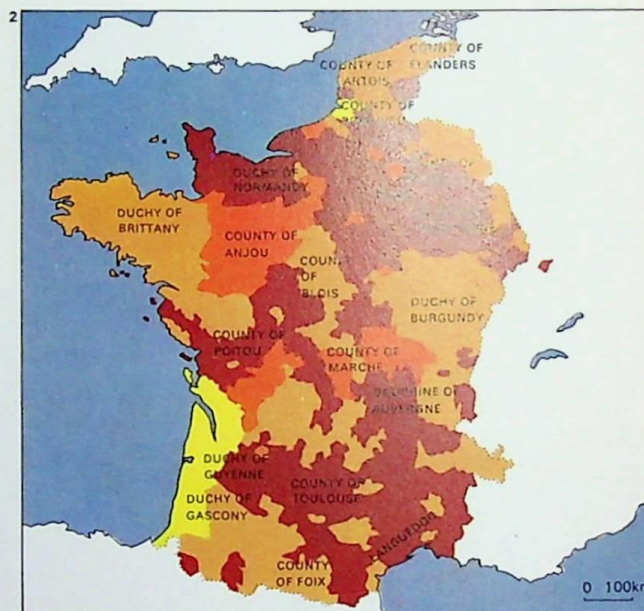 2
COUNTY OF
FLANDERS
COUNTY OF
ARTOIS
COUNTY OF
DUCHY OF
NORMANDY
DUCHY OF
BRITTANY
COUNTY OF
ANJOU
COUNTY
OF
BLOIS
DUCHY OF
BURGUNDY
COUNTY OF
POITOU
COUNTY OF
MARCHE
DAUPHINE OF
AUVERGNE
DUCHY OF
GUYENNE
COUNTY OF
TOULOUSE
DUCHY OF
GASCONY
LANGUEDOC
COUNTY
OF FOIX
0 100km